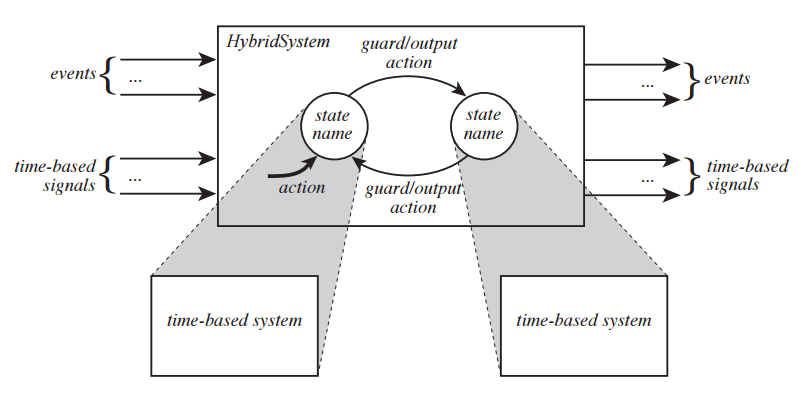 HybridSystem
guard/output
action
events
...
events
...
state
name
state
name
time-based
signals
...
time-based
signals
...
action
guard/output
action
time-based system
time-based system